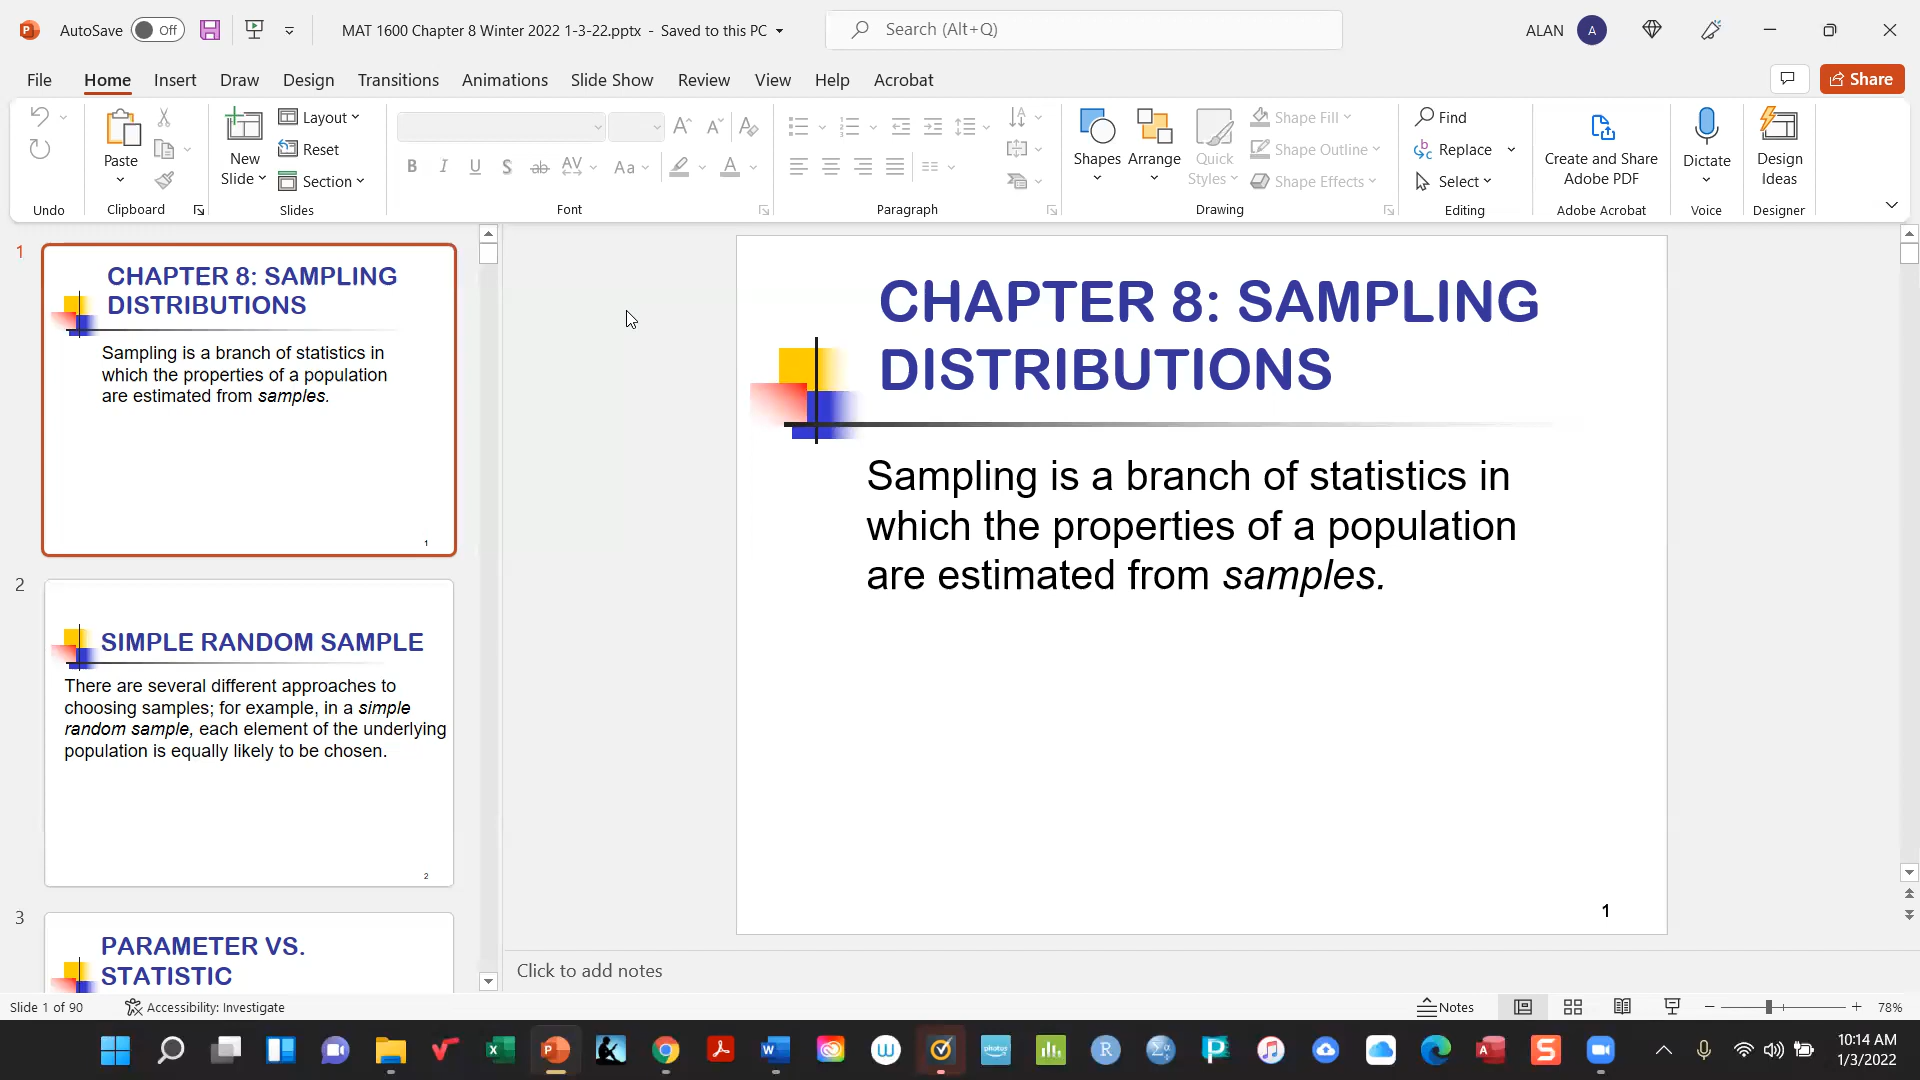 AutoSave Off MAT 1600 Chapter 8 Winter 2022 1-3-22.pptx - Saved to this PC Search (Alt+Q) ALAN A
File Home Insert Draw Design Transitions Animations Slide Show Review View Help Acrobat Share
Paste
New
Slide
Layout
Reset
Section
B I U S ab AV Aa A
Shapes
Arrange
Quick
Styles
Shape Fill
Shape Outline
Shape Effects
Find
Replace
Select
Create and Share
Adobe PDF
Dictate
Design
Ideas
Undo Clipboard Slides Font Paragraph Drawing Editing Adobe Acrobat Voice Designer
1
CHAPTER 8: SAMPLING
DISTRIBUTIONS
Sampling is a branch of statistics in
which the properties of a population
are estimated from samples.
1
2
SIMPLE RANDOM SAMPLE
There are several different approaches to
choosing samples; for example, in a simple
random sample, each element of the underlying
population is equally likely to be chosen.
2
3
PARAMETER VS.
STATISTIC
CHAPTER 8: SAMPLING
DISTRIBUTIONS
Sampling is a branch of statistics in
which the properties of a population
are estimated from samples.
1
Click to add notes
Slide 1 of 90 Accessibility: Investigate Notes 78%
10:14 AM
1/3/2022